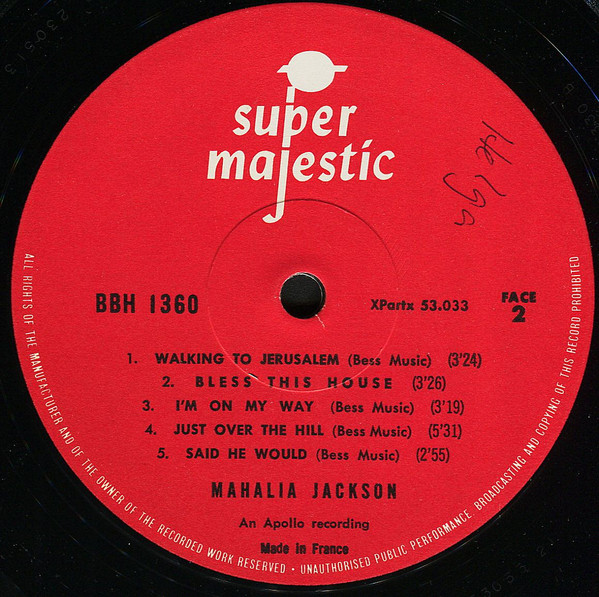 super
majestic
BBH 1360
XPartx 53.033
FACE
2
1. WALKING TO JERUSALEM (Bess Music) (3'24)
2. BLESS THIS HOUSE (3'26)
3. I'M ON MY WAY (Bess Music) (3'19)
4. JUST OVER THE HILL (Bess Music) (5'31)
5. SAID HE WOULD (Bess Music) (2'55)
MAHALIA JACKSON
An Apollo recording
Made in France
ALL RIGHTS OF THE MANUFACTURER AND OF THE OWNER OF THE RECORDED WORK RESERVED - UNAUTHORISED PUBLIC PERFORMANCE BROADCASTING AND COPYING OF THIS RECORD PROHIBITED